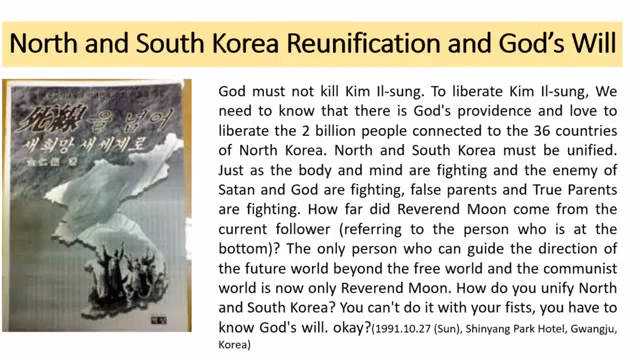 North and South Korea Reunification and God's Will
死線을 넘어
새 희망 새 세계로
God must not kill Kim Il-sung. To liberate Kim Il-sung, We
need to know that there is God's providence and love to
liberate the 2 billion people connected to the 36 countries
of North Korea. North and South Korea must be unified.
Just as the body and mind are fighting and the enemy of
Satan and God are fighting, false parents and True Parents
are fighting. How far did Reverend Moon come from the
current follower (referring to the person who is at the
bottom)? The only person who can guide the direction of
the future world beyond the free world and the communist
world is now only Reverend Moon. How do you unify North
and South Korea? You can't do it with your fists, you have to
know God's will. okay?(1991.10.27 (Sun), Shinyang Park Hotel, Gwangju,
Korea)